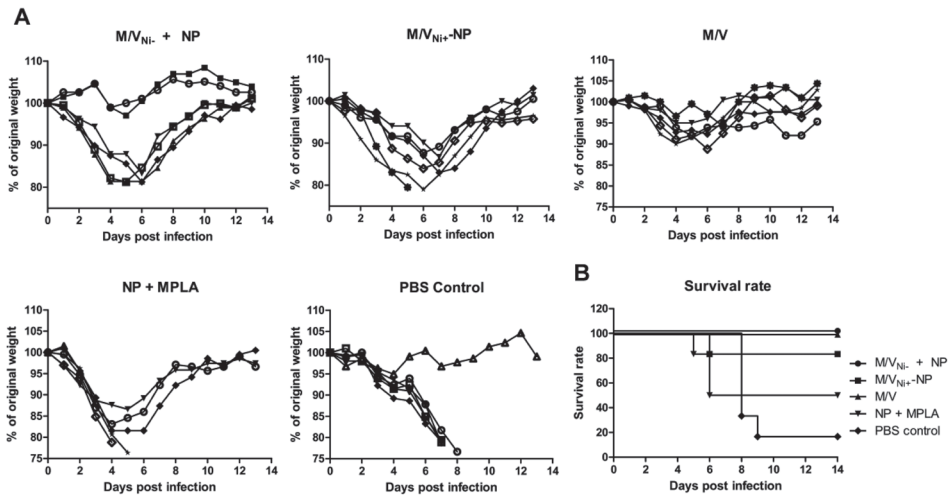 A
M/VNi- + NP
M/VNi+-NP
M/V
% of original weight
110
100
90
80
0 2 4 6 8 10 12 14
Days post infection
% of original weight
110
100
90
80
0 2 4 6 8 10 12 14
Days post infection
% of original weight
110
105
100
95
90
85
80
75
0 2 4 6 8 10 12 14
Days post infection
NP + MPLA
PBS Control
B
Survival rate
% of original weight
110
105
100
95
90
85
80
75
0 2 4 6 8 10 12 14
Days post infection
% of original weight
110
105
100
95
90
85
80
75
0 2 4 6 8 10 12 14
Days post infection
Survival rate
120
100
80
60
40
20
0
0 2 4 6 8 10 12 14
Days post infection
M/VNi- + NP
M/VNi+-NP
M/V
NP + MPLA
PBS control